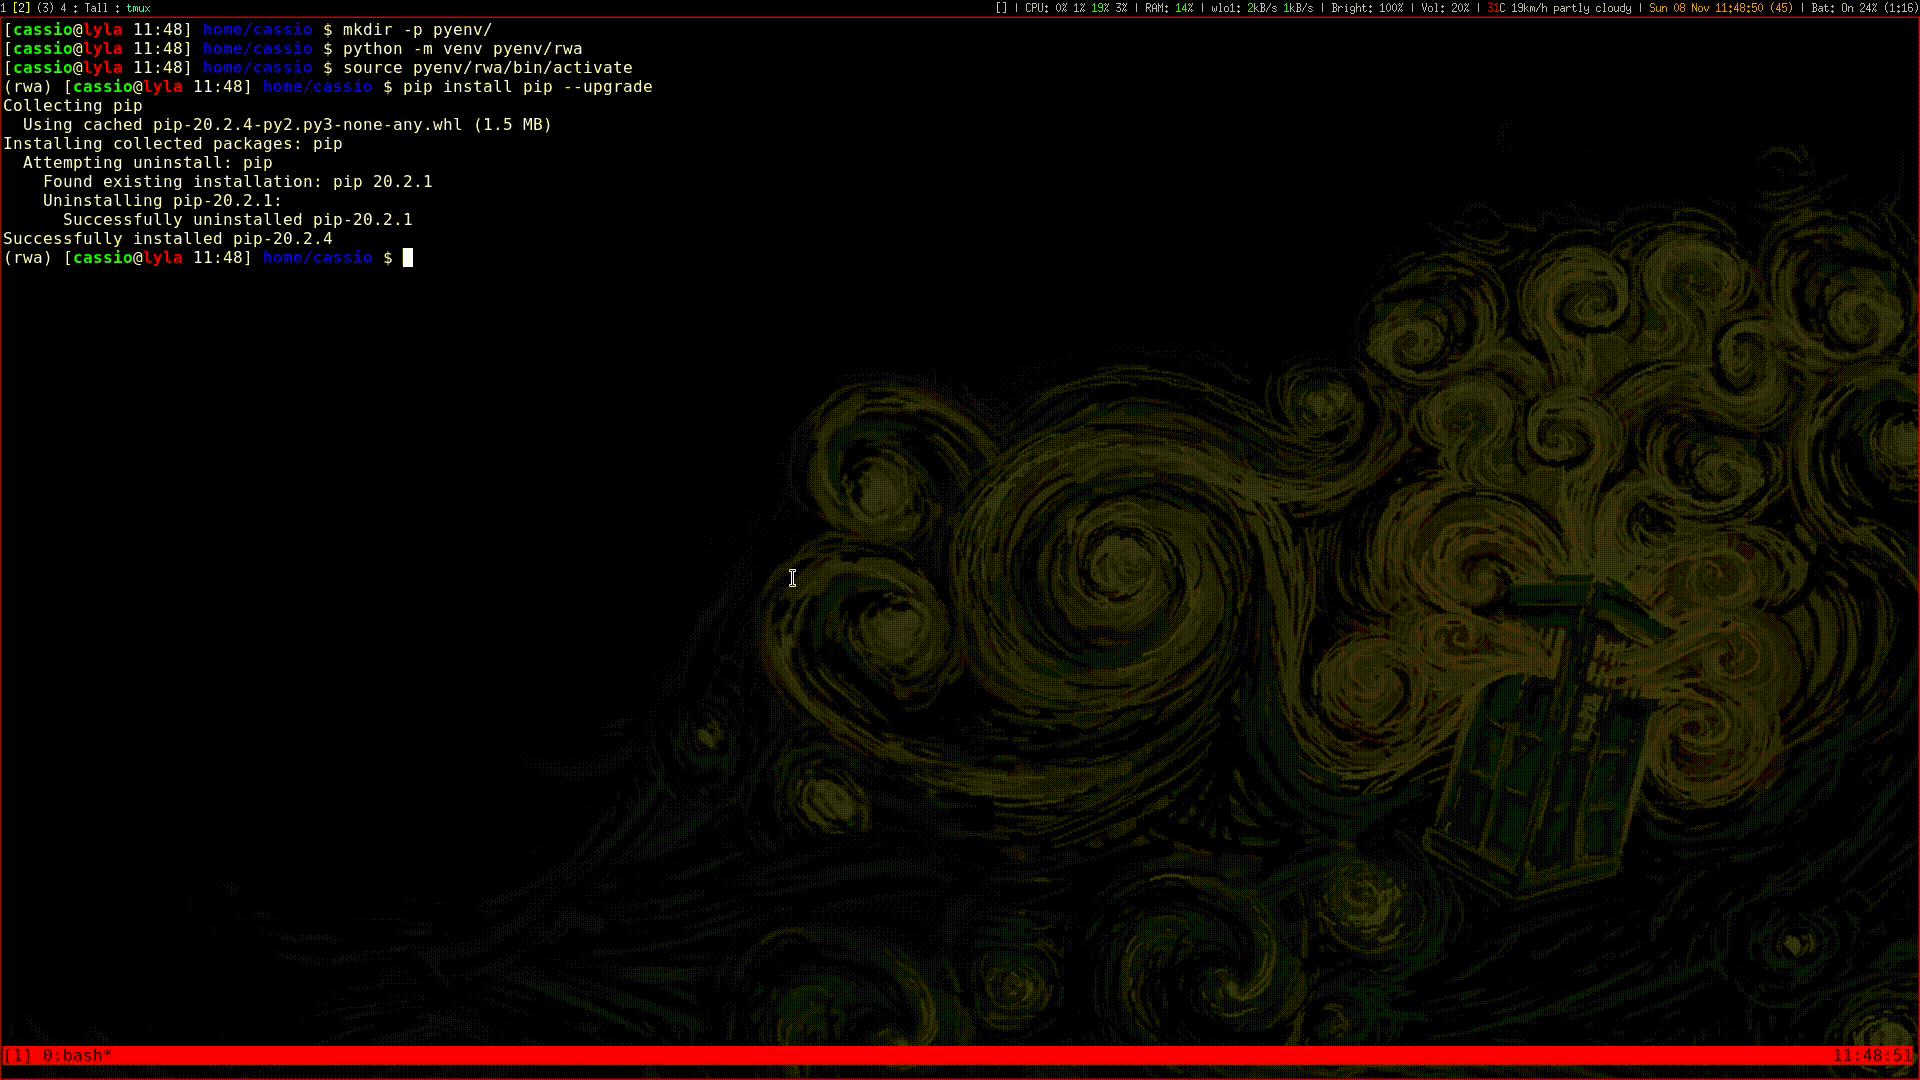 1 [2] (3) 4 : Tall : tmux
[] | CPU: 0% 1% 19% 3% | RAM: 14% | wlo1: 2kB/s 1kB/s | Bright: 100% | Vol: 20% | 31C 19km/h partly cloudy | Sun 08 Nov 11:48:50 (45) | Bat: On 24% (1:16)
[cassio@lyla 11:48] home/cassio $ mkdir -p pyenv/
[cassio@lyla 11:48] home/cassio $ python -m venv pyenv/rwa
[cassio@lyla 11:48] home/cassio $ source pyenv/rwa/bin/activate
(rwa) [cassio@lyla 11:48] home/cassio $ pip install pip --upgrade
Collecting pip
  Using cached pip-20.2.4-py2.py3-none-any.whl (1.5 MB)
Installing collected packages: pip
  Attempting uninstall: pip
    Found existing installation: pip 20.2.1
    Uninstalling pip-20.2.1:
      Successfully uninstalled pip-20.2.1
Successfully installed pip-20.2.4
(rwa) [cassio@lyla 11:48] home/cassio $
[1] 0:bash*
11:48:51